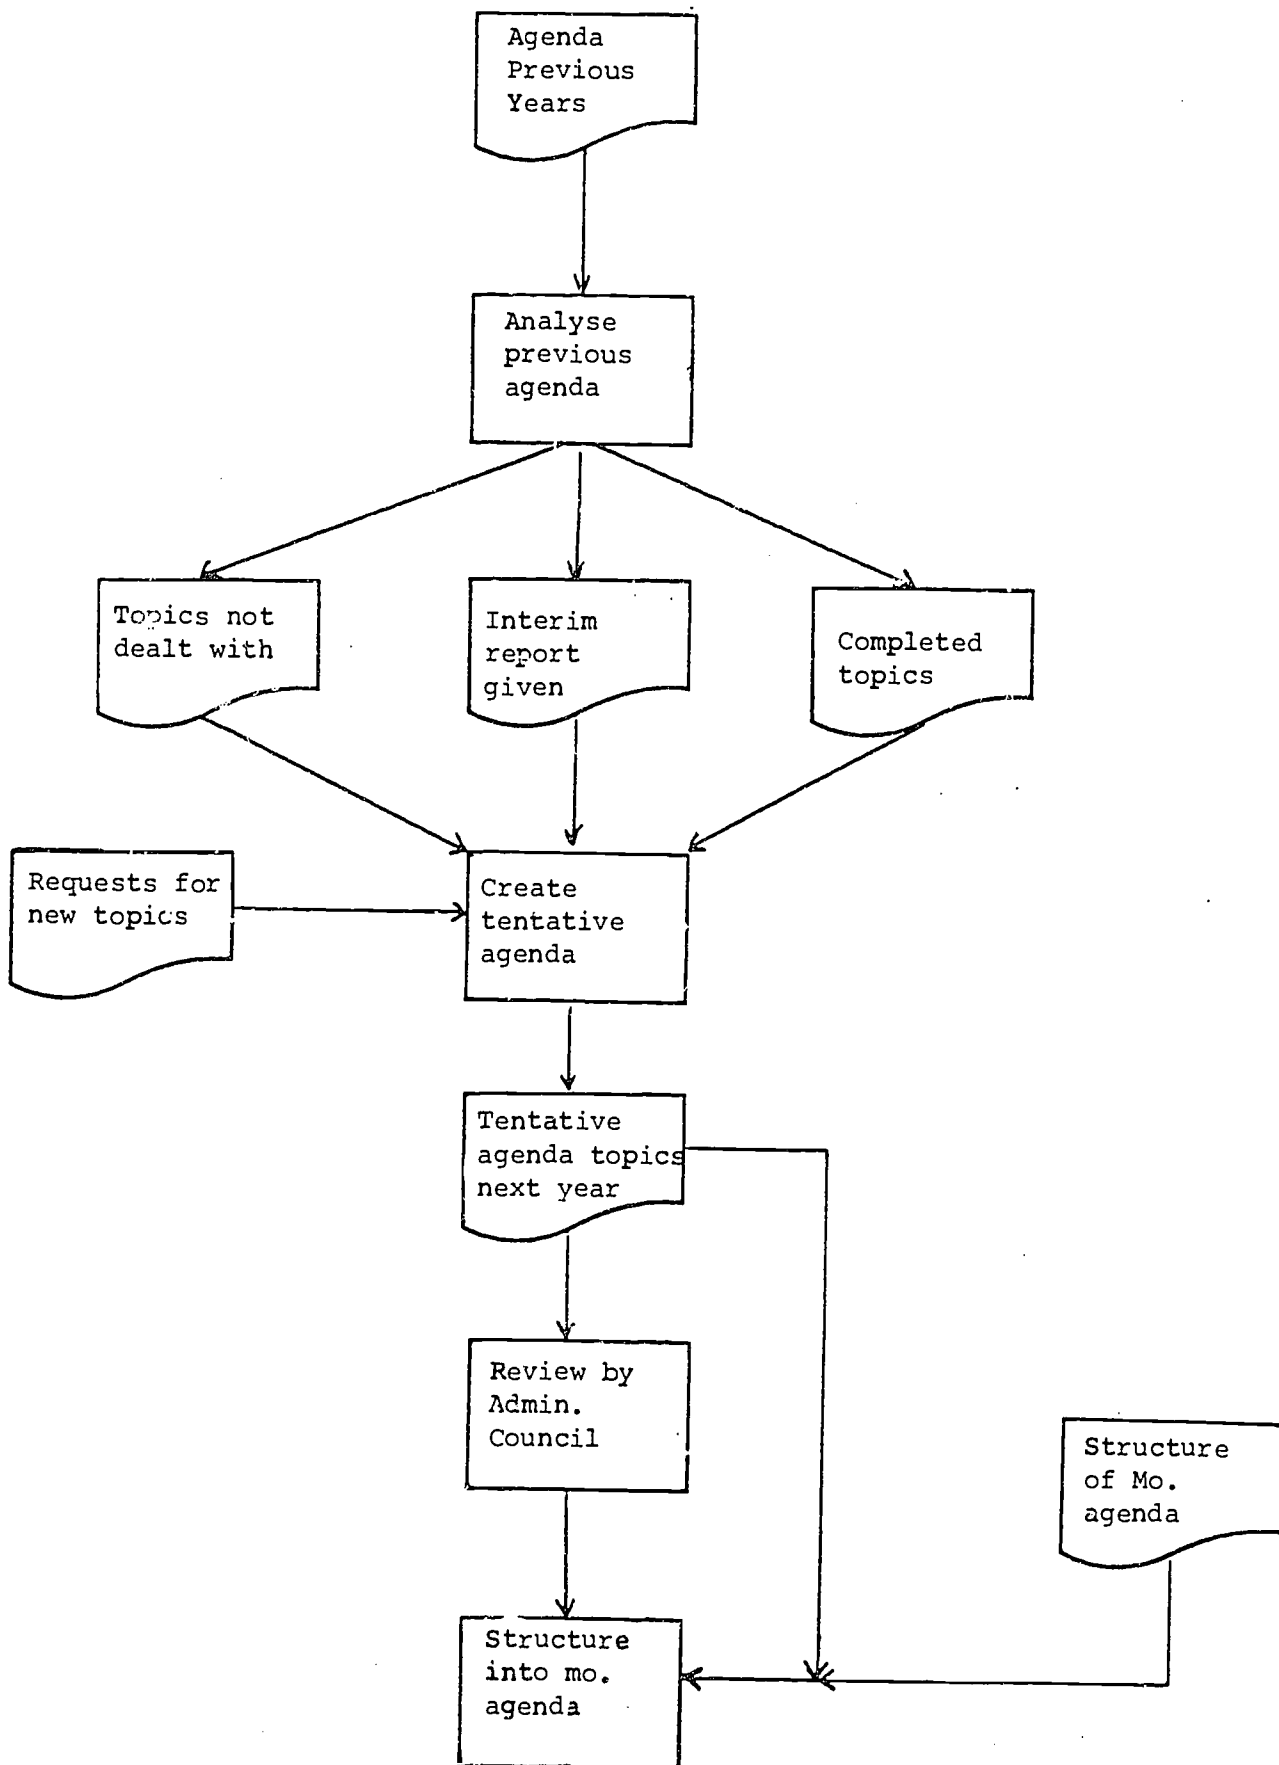 Agenda
Previous
Years
Analyse
previous
agenda
Topics not
dealt with
Interim
report
given
Completed
topics
Requests for
new topics
Create
tentative
agenda
Tentative
agenda topics
next year
Review by
Admin.
Council
Structure
of Mo.
agenda
Structure
into mo.
agenda